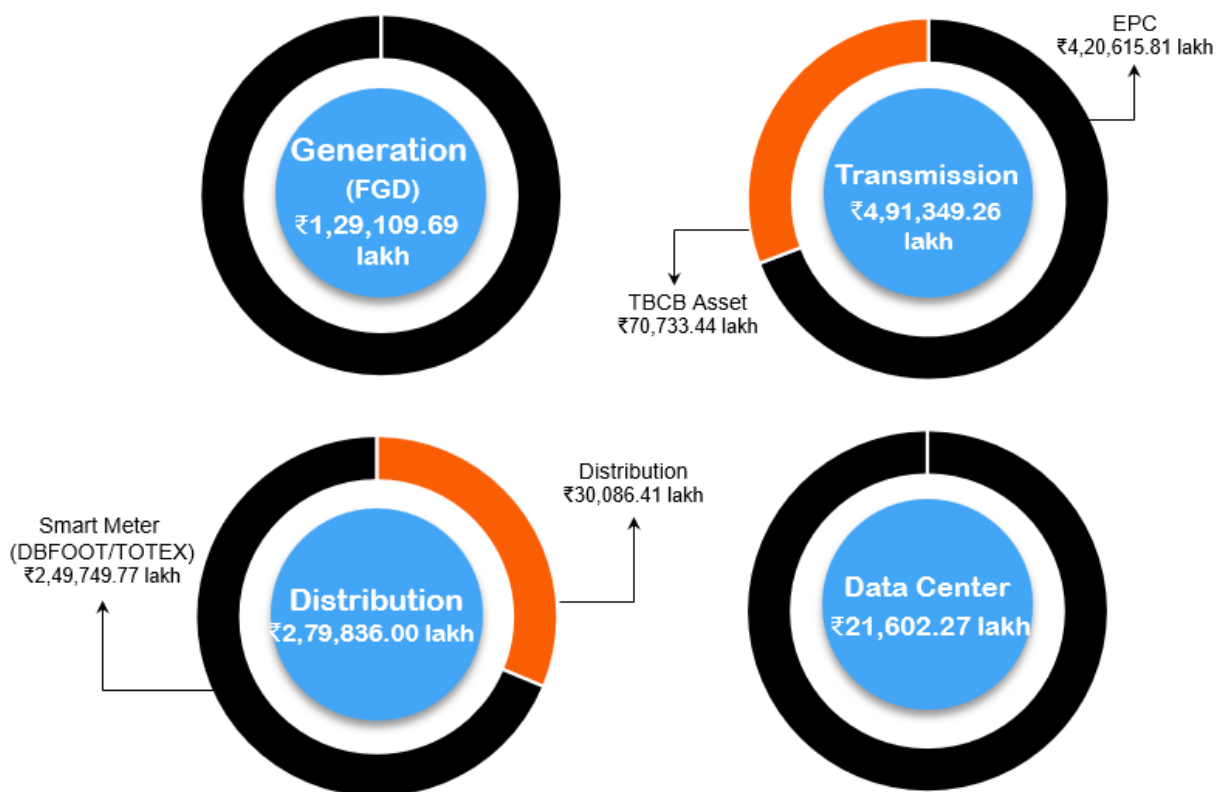 Generation
(FGD)
₹1,29,109.69
lakh
EPC
₹4,20,615.81 lakh
Transmission
₹4,91,349.26
lakh
TBCB Asset
₹70,733.44 lakh
Smart Meter
(DBFOOT/TOTEX)
₹2,49,749.77 lakh
Distribution
₹2,79,836.00 lakh
Distribution
₹30,086.41 lakh
Data Center
₹21,602.27 lakh